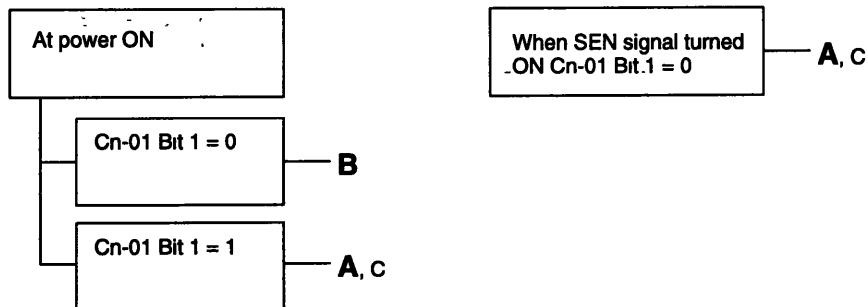 At power ON
Cn-01 Bit 1 = 0
B
Cn-01 Bit 1 = 1
A, C
When SEN signal turned
ON Cn-01 Bit 1 = 0
A, C